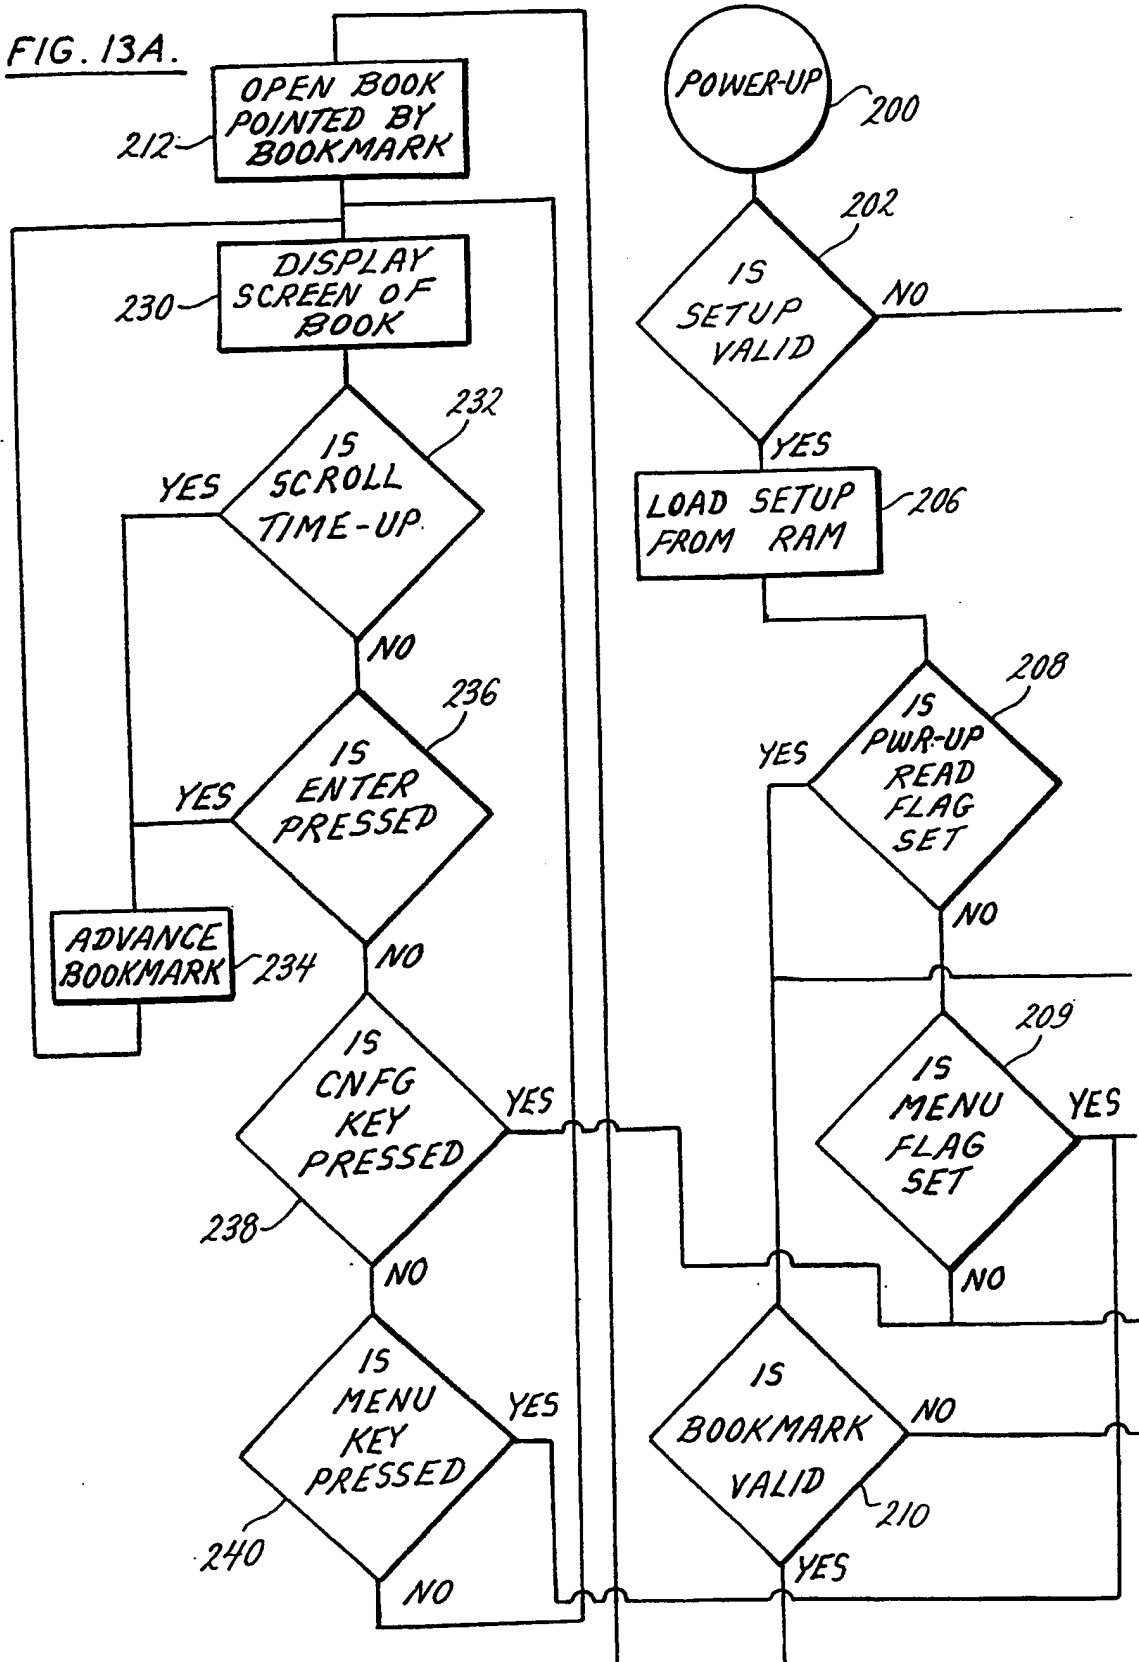 FIG. 13A.
OPEN BOOK
POINTED BY
BOOKMARK
212
DISPLAY
SCREEN OF
BOOK
230
IS
SCROLL
TIME-UP
232
YES
NO
IS
ENTER
PRESSED
236
YES
NO
ADVANCE
BOOKMARK
234
IS
CNFG
KEY
PRESSED
238
YES
NO
IS
MENU
KEY
PRESSED
240
YES
NO
POWER-UP
200
IS
SETUP
VALID
202
NO
YES
LOAD SETUP
FROM RAM
206
IS
PWR-UP
READ
FLAG
SET
208
YES
NO
IS
MENU
FLAG
SET
209
YES
NO
IS
BOOKMARK
VALID
210
NO
YES